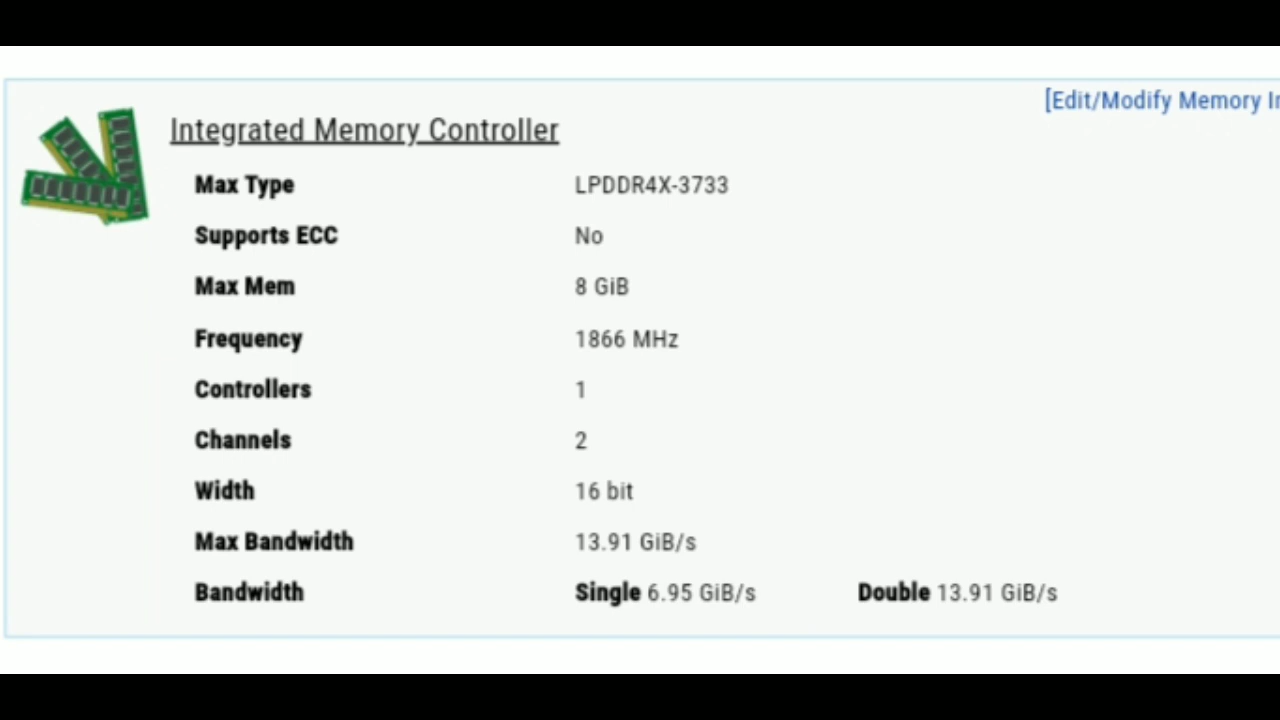 [Edit/Modify Memory
Integrated Memory Controller
Max Type LPDDR4X-3733
Supports ECC No
Max Mem 8 GiB
Frequency 1866 MHz
Controllers 1
Channels 2
Width 16 bit
Max Bandwidth 13.91 GiB/s
Bandwidth Single 6.95 GiB/s Double 13.91 GiB/s